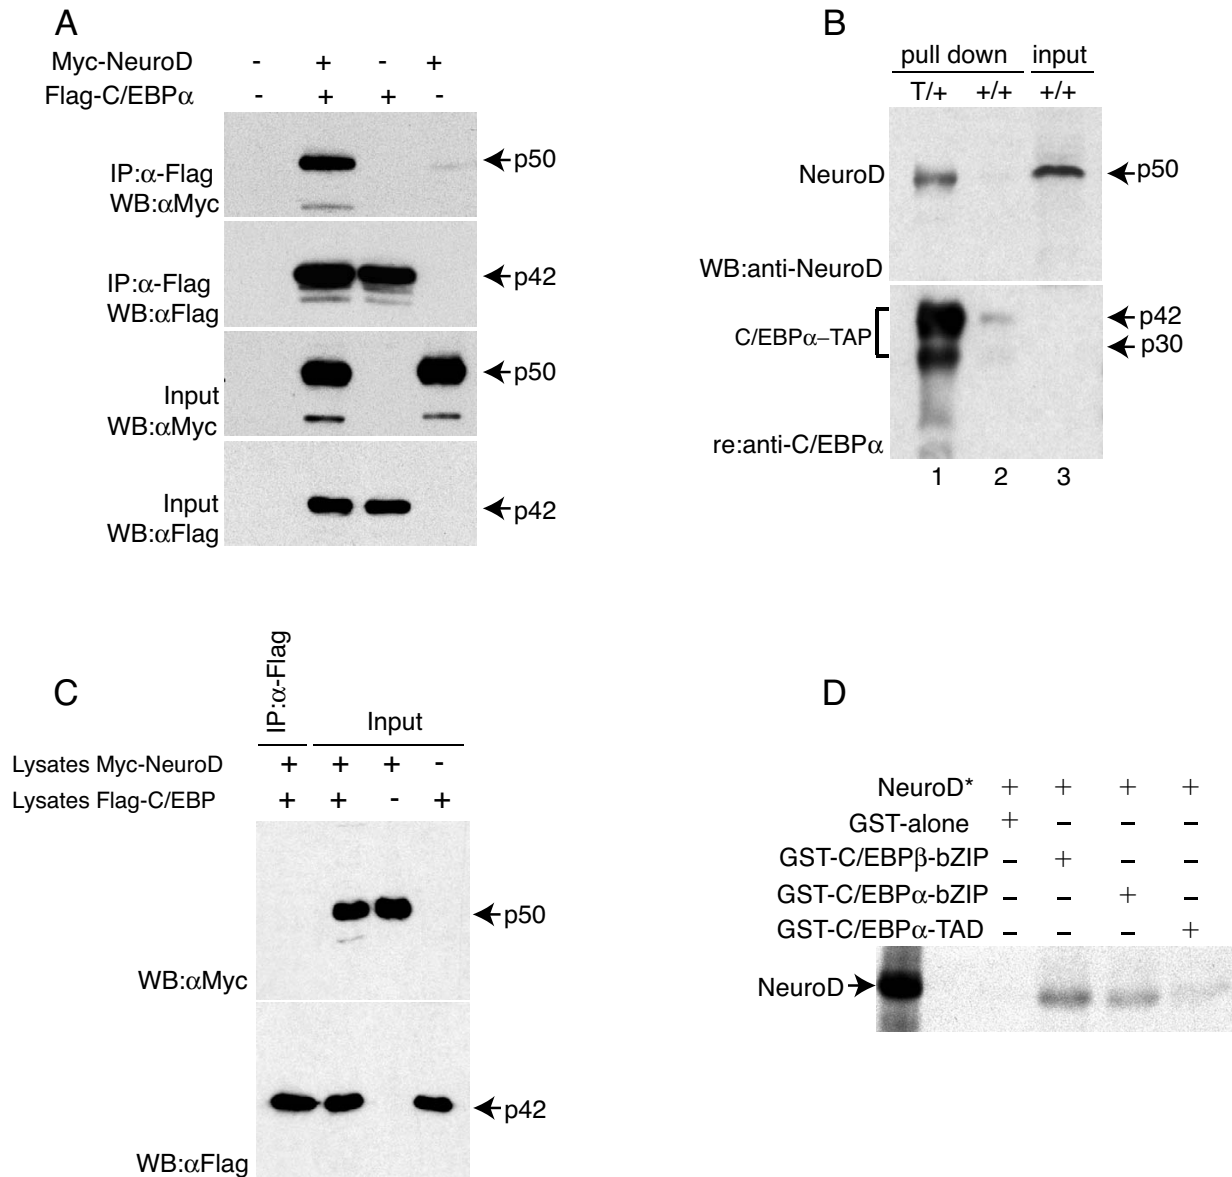 A
Myc-NeuroD - + - +
Flag-C/EBPα - + + -
IP:α-Flag
WB:αMyc
p50
IP:α-Flag
WB:αFlag
p42
Input
WB:αMyc
p50
Input
WB:αFlag
p42
B
pull down input
T/+ +/+ +/+
NeuroD
p50
WB:anti-NeuroD
C/EBPα–TAP
p42
p30
re:anti-C/EBPα
1 2 3
C
IP:α-Flag
Input
Lysates Myc-NeuroD + + + -
Lysates Flag-C/EBP + + - +
p50
WB:αMyc
p42
WB:αFlag
D
NeuroD* + + + +
GST-alone + – – –
GST-C/EBPβ-bZIP – + – –
GST-C/EBPα-bZIP – – + –
GST-C/EBPα-TAD – – – +
NeuroD